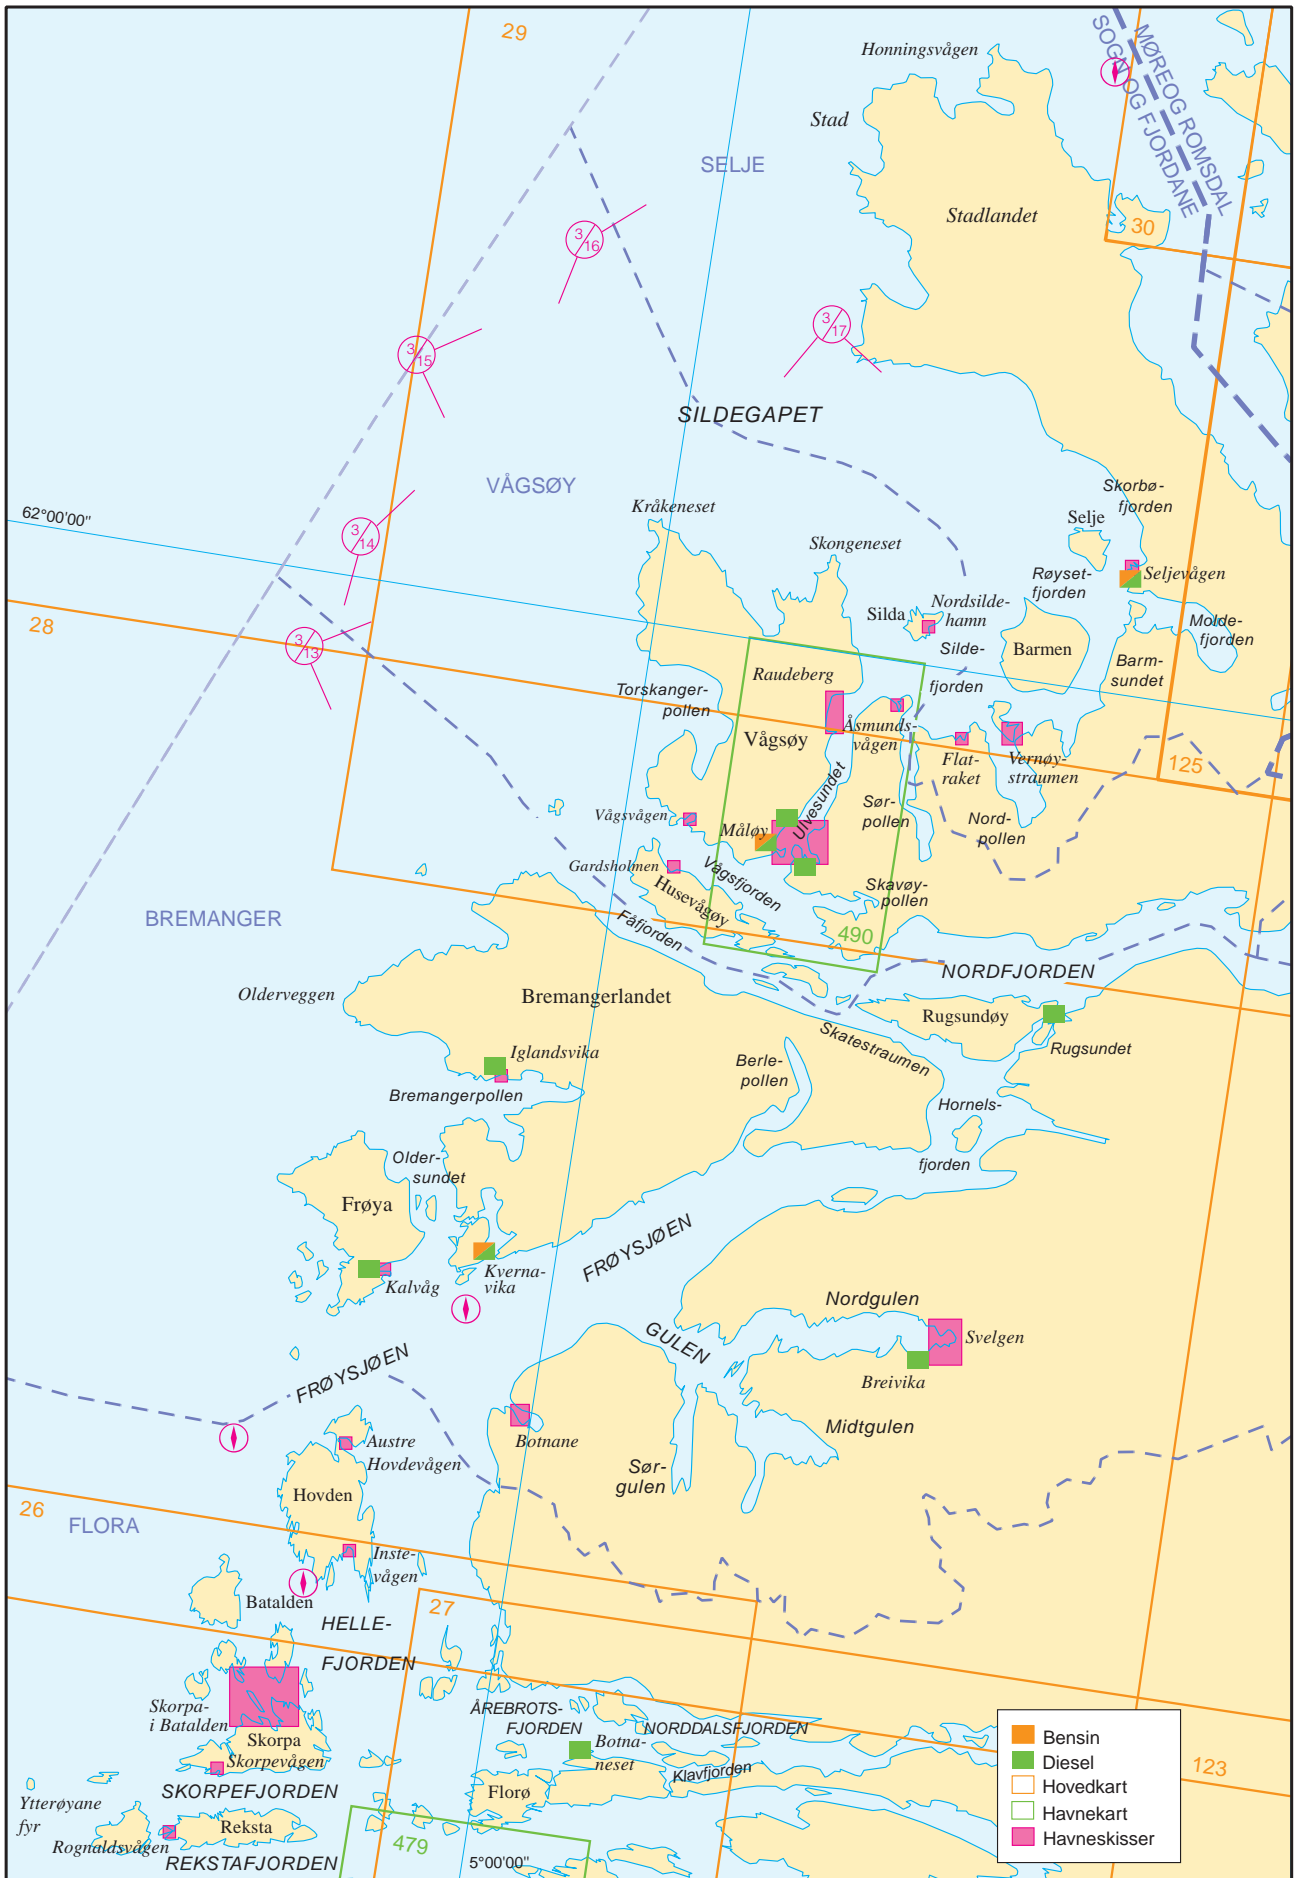 29
Honningsvågen
MØREOG ROMSDAL
SOGN OG FJORDANE
Stad
SELJE
Stadlandet
30
3/16
3/17
3/15
SILDEGAPET
VÅGSØY
Kråkeneset
Skorbø-
fjorden
62°00'00"
Selje
3/14
Skongeneset
Røyset-
fjorden
Seljevågen
28
Silda
Nordsilde-
hamn
Molde-
fjorden
3/13
Silde-
fjorden
Barmen
Barm-
sundet
Raudeberg
Torskanger-
pollen
Åsmunds-
vågen
Vågsøy
Flat-
raket
Vernøy-
straumen
125
Ulvesundet
Sør-
pollen
Nord-
pollen
Vågsvågen
Måløy
Gardsholmen
Vågsfjorden
Husevågøy
Skavøy-
pollen
BREMANGER
Fåfjorden
490
NORDFJORDEN
Olderveggen
Bremangerlandet
Rugsundøy
Skatestraumen
Rugsundet
Iglandsvika
Berle-
pollen
Bremangerpollen
Hornels-
fjorden
Older-
sundet
Frøya
FRØYSJØEN
Kverna-
vika
Kalvåg
Nordgulen
GULEN
Svelgen
FRØYSJØEN
Breivika
Botnane
Midtgulen
Austre
Hovdevågen
Sør-
gulen
Hovden
26
FLORA
Inste-
vågen
Batalden
27
HELLE-
FJORDEN
Skorpa-
i Batalden
ÅREBROTS-
FJORDEN
NORDDALSFJORDEN
Skorpa
Skorpevågen
Botna-
neset
Klavfjorden
123
SKORPEFJORDEN
Florø
Ytterøyane
fyr
Reksta
Rognaldsvågen
479
REKSTAFJORDEN
5°00'00"
Bensin
Diesel
Hovedkart
Havnekart
Havneskisser